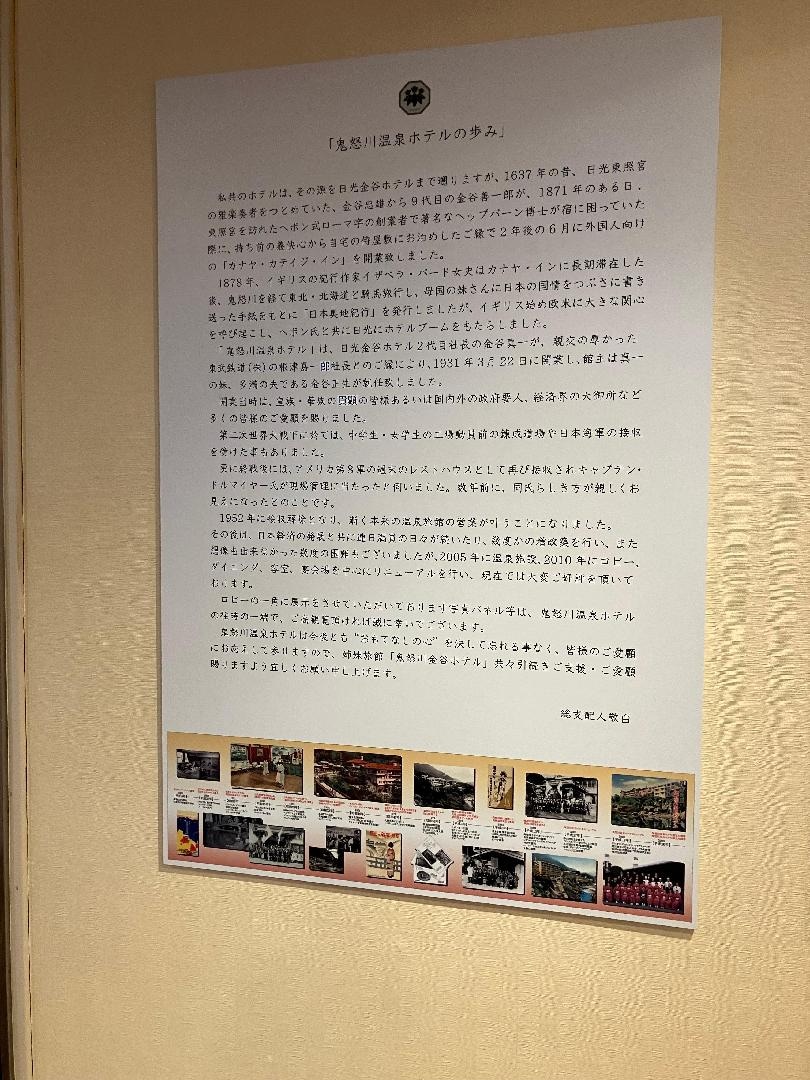 「鬼怒川温泉ホテルの歩み」
私共のホテルは、その源を日光金谷ホテルまで遡りますが、1637年の昔、日光東照宮
の雅楽奏者をつとめていた、金谷忠雄から9代目の金谷善一郎が、1871年のある日、
東照宮を訪れたヘボン式ローマ字の創業者で著名なヘップバーン博士が宿に困っていた
際に、持ち前の義侠心から自宅の侍屋敷にお泊めしたご縁で2年後の6月に外国人向け
の「カナヤ・カテイジ・イン」を開業致しました。
1878年、イギリスの紀行作家イザベラ・バード女史はカナヤ・インに長期滞在した
後、鬼怒川を経て東北・北海道と騎馬旅行し、母国の妹さんに日本の国情をつぶさに書き
送った手紙をもとに「日本奥地紀行」を発行しましたが、イギリス始め欧米に大きな関心
を呼び起こし、ヘボン氏と共に日光にホテルブームをもたらしました。
「鬼怒川温泉ホテル」は、日光金谷ホテル2代目社長の金谷眞一が、親交の厚かった
東武鉄道(株)の根津嘉一郎社長とのご縁により、1931年3月22日に開業し、館主は真一
の妹、多満の夫である金谷正生が就任致しました。
開業当時は、皇族・華族の貴顕の皆様あるいは国内外の政府要人、経済界の大御所など
多くの皆様のご愛顧を賜りました。
第二次世界大戦下に於ては、中学生・女学生の工場動員前の錬成道場や日本海軍の接収
を受けた事もありました。
更に終戦後には、アメリカ第8軍の週末のレストハウスとして再び接収されキャプラン・
ドルマイヤー氏が現場管理に当たったと伺いました。数年前に、同氏らしき方が親しくお
見えになったとのことです。
1952年に接収解除となり、漸く本来の温泉旅館の営業が叶うことになりました。
その後は、日本経済の発展と共に連日満員の日々が続いたり、幾度かの増改築を行い、また
想像も出来なかった幾度の困難もございましたが、2005年に温泉施設、2010年にロビー、
ダイニング、客室、宴会場を中心にリニューアルを行い、現在では大変ご好評を頂いて
おります。
ロビーの一角に展示をさせていただいております写真パネル等は、鬼怒川温泉ホテル
の往時の一端で、ご高観覧頂ければ誠に幸いでございます。
鬼怒川温泉ホテルは今後とも“おもてなしの心”を決して忘れる事なく、皆様のご愛顧
にお応えして参りますので、姉妹旅館「鬼怒川金谷ホテル」共々引続きご支援・ご愛顧
賜りますよう宜しくお願い申し上げます。
総支配人敬白